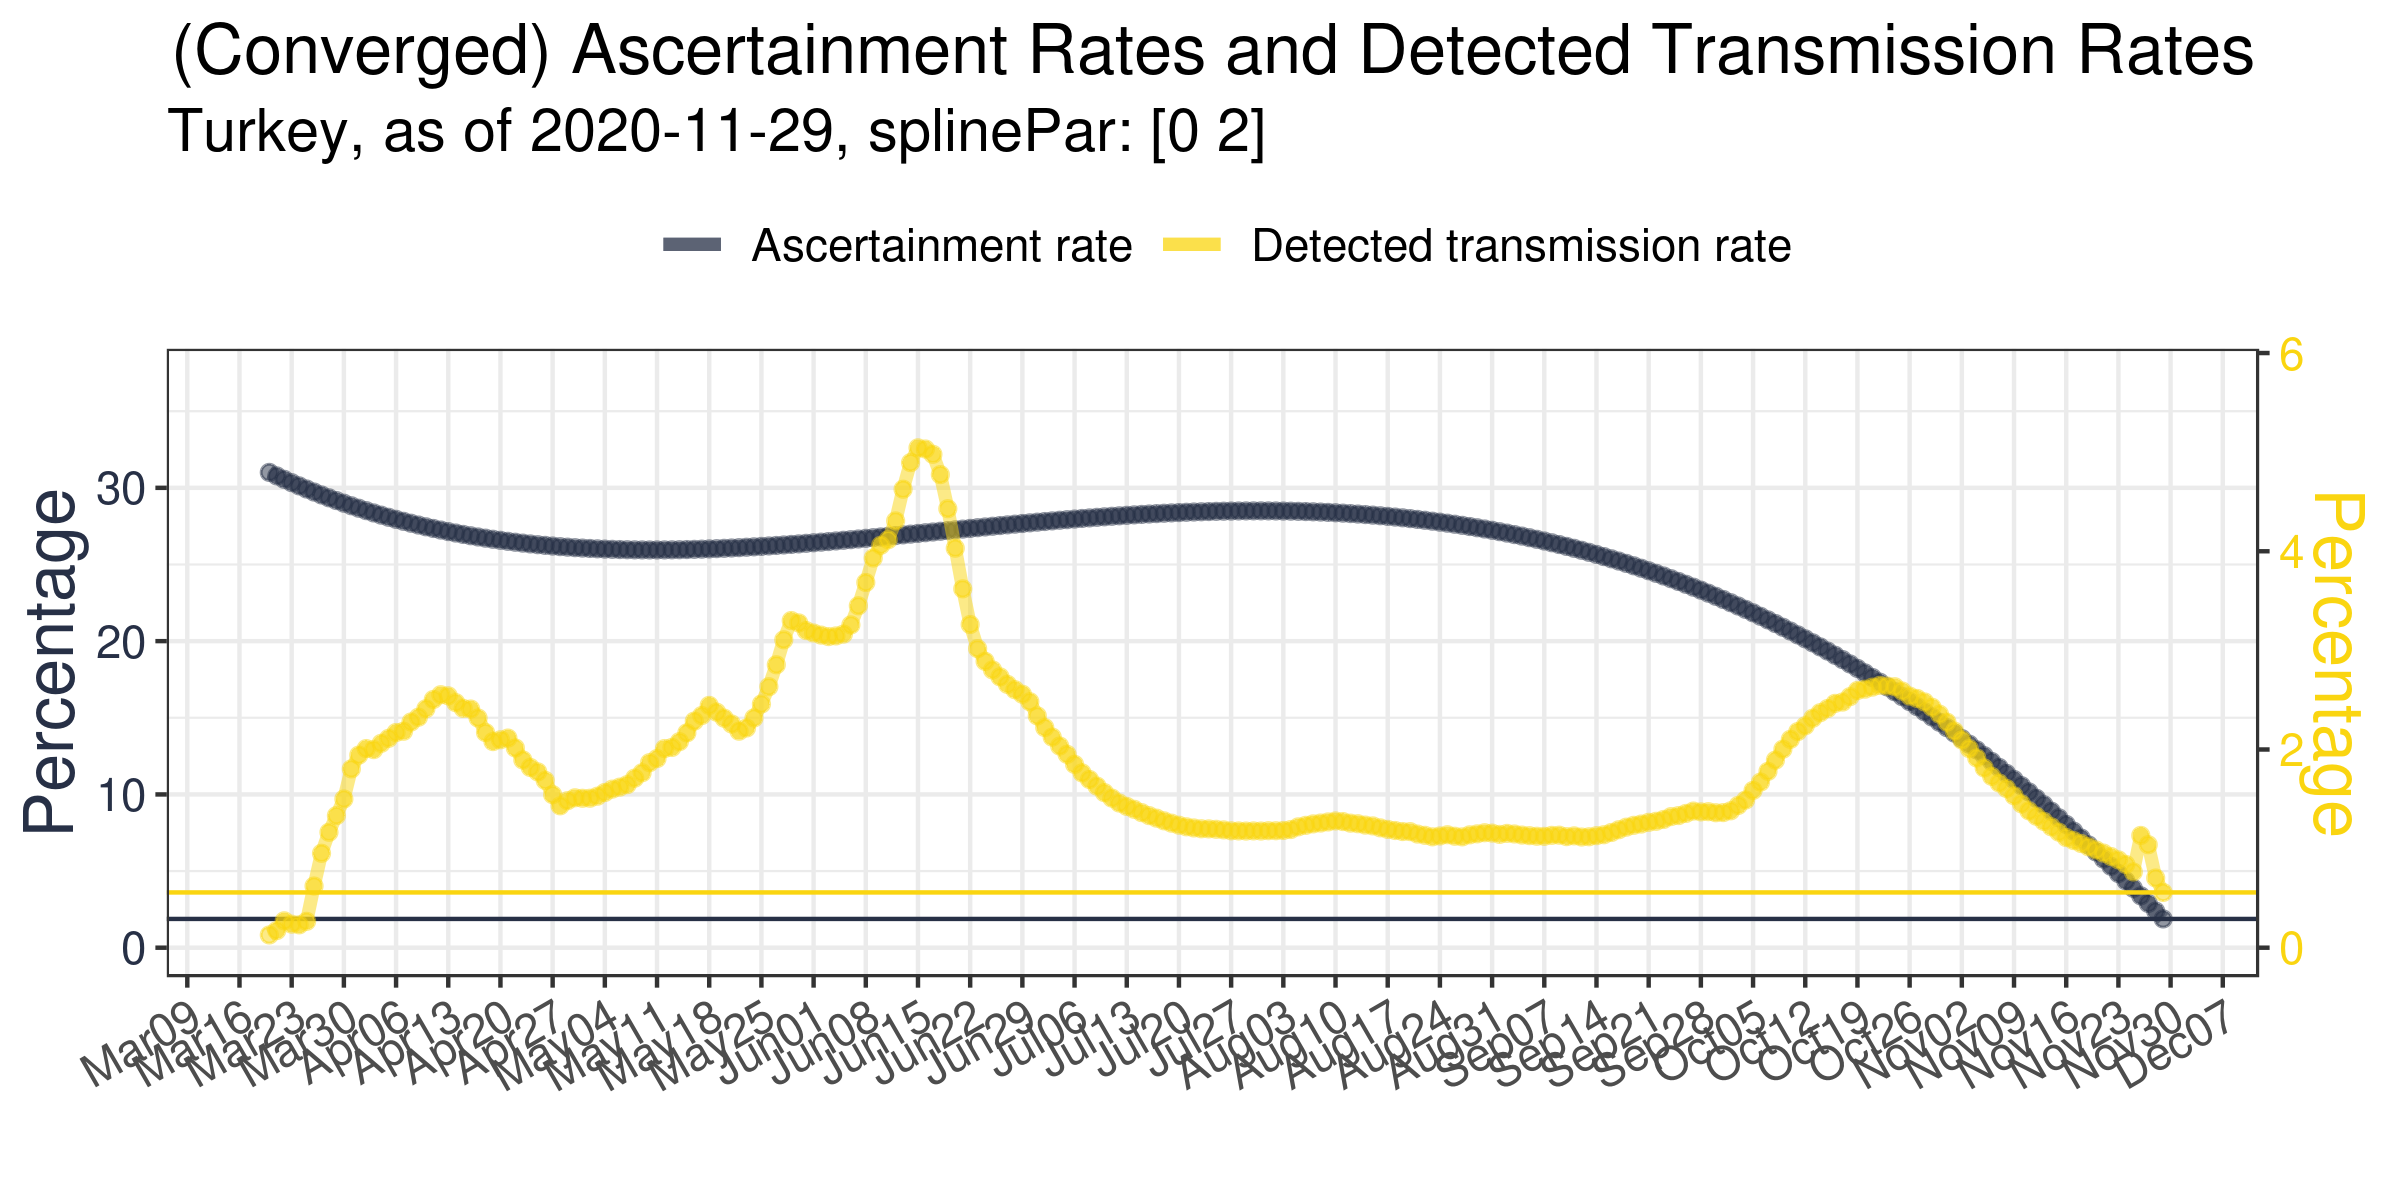 (Converged) Ascertainment Rates and Detected Transmission Rates
Turkey, as of 2020-11-29, splinePar: [0 2]
Ascertainment rate Detected transmission rate
Percentage
30
20
10
0
6
4
2
0
Percentage
Mar09 Mar16 Mar23 Mar30 Apr06 Apr13 Apr20 Apr27 May04 May11 May18 May25 Jun01 Jun08 Jun15 Jun22 Jun29 Jul06 Jul13 Jul20 Jul27 Aug03 Aug10 Aug17 Aug24 Aug31 Sep07 Sep14 Sep21 Sep28 Oct05 Oct12 Oct19 Oct26 Nov02 Nov09 Nov16 Nov23 Nov30 Dec07